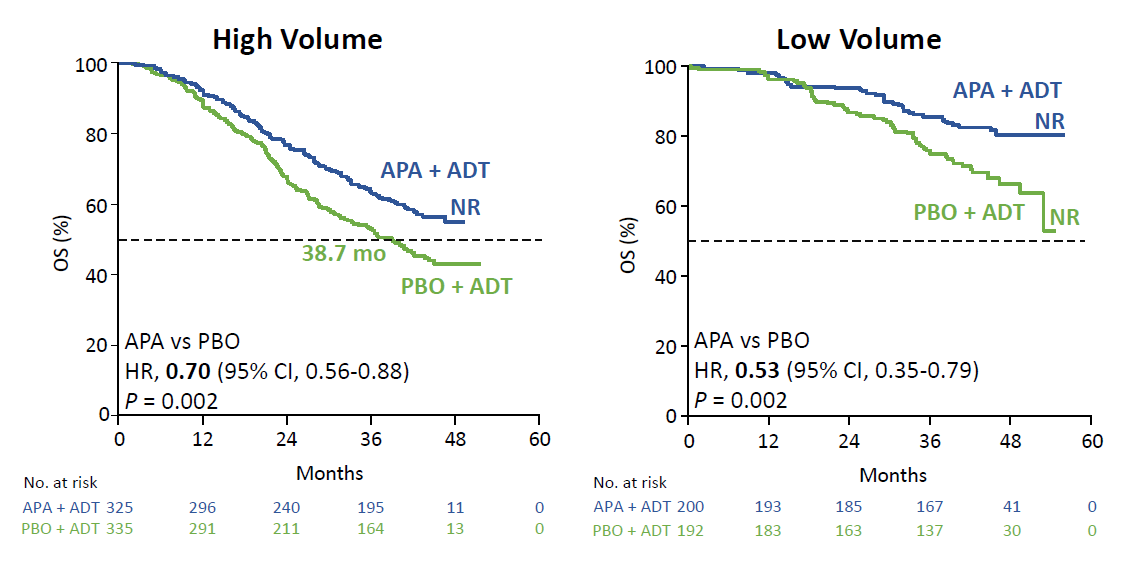 High Volume
100
80
60
40
20
0
OS (%)
APA + ADT
NR
38.7 mo
PBO + ADT
APA vs PBO
HR, 0.70 (95% CI, 0.56-0.88)
P = 0.002
0 12 24 36 48 60
Months
No. at risk
APA + ADT 325 296 240 195 11 0
PBO + ADT 335 291 211 164 13 0
Low Volume
100
80
60
40
20
0
OS (%)
APA + ADT
NR
PBO + ADT NR
APA vs PBO
HR, 0.53 (95% CI, 0.35-0.79)
P = 0.002
0 12 24 36 48 60
Months
No. at risk
APA + ADT 200 193 185 167 41 0
PBO + ADT 192 183 163 137 30 0